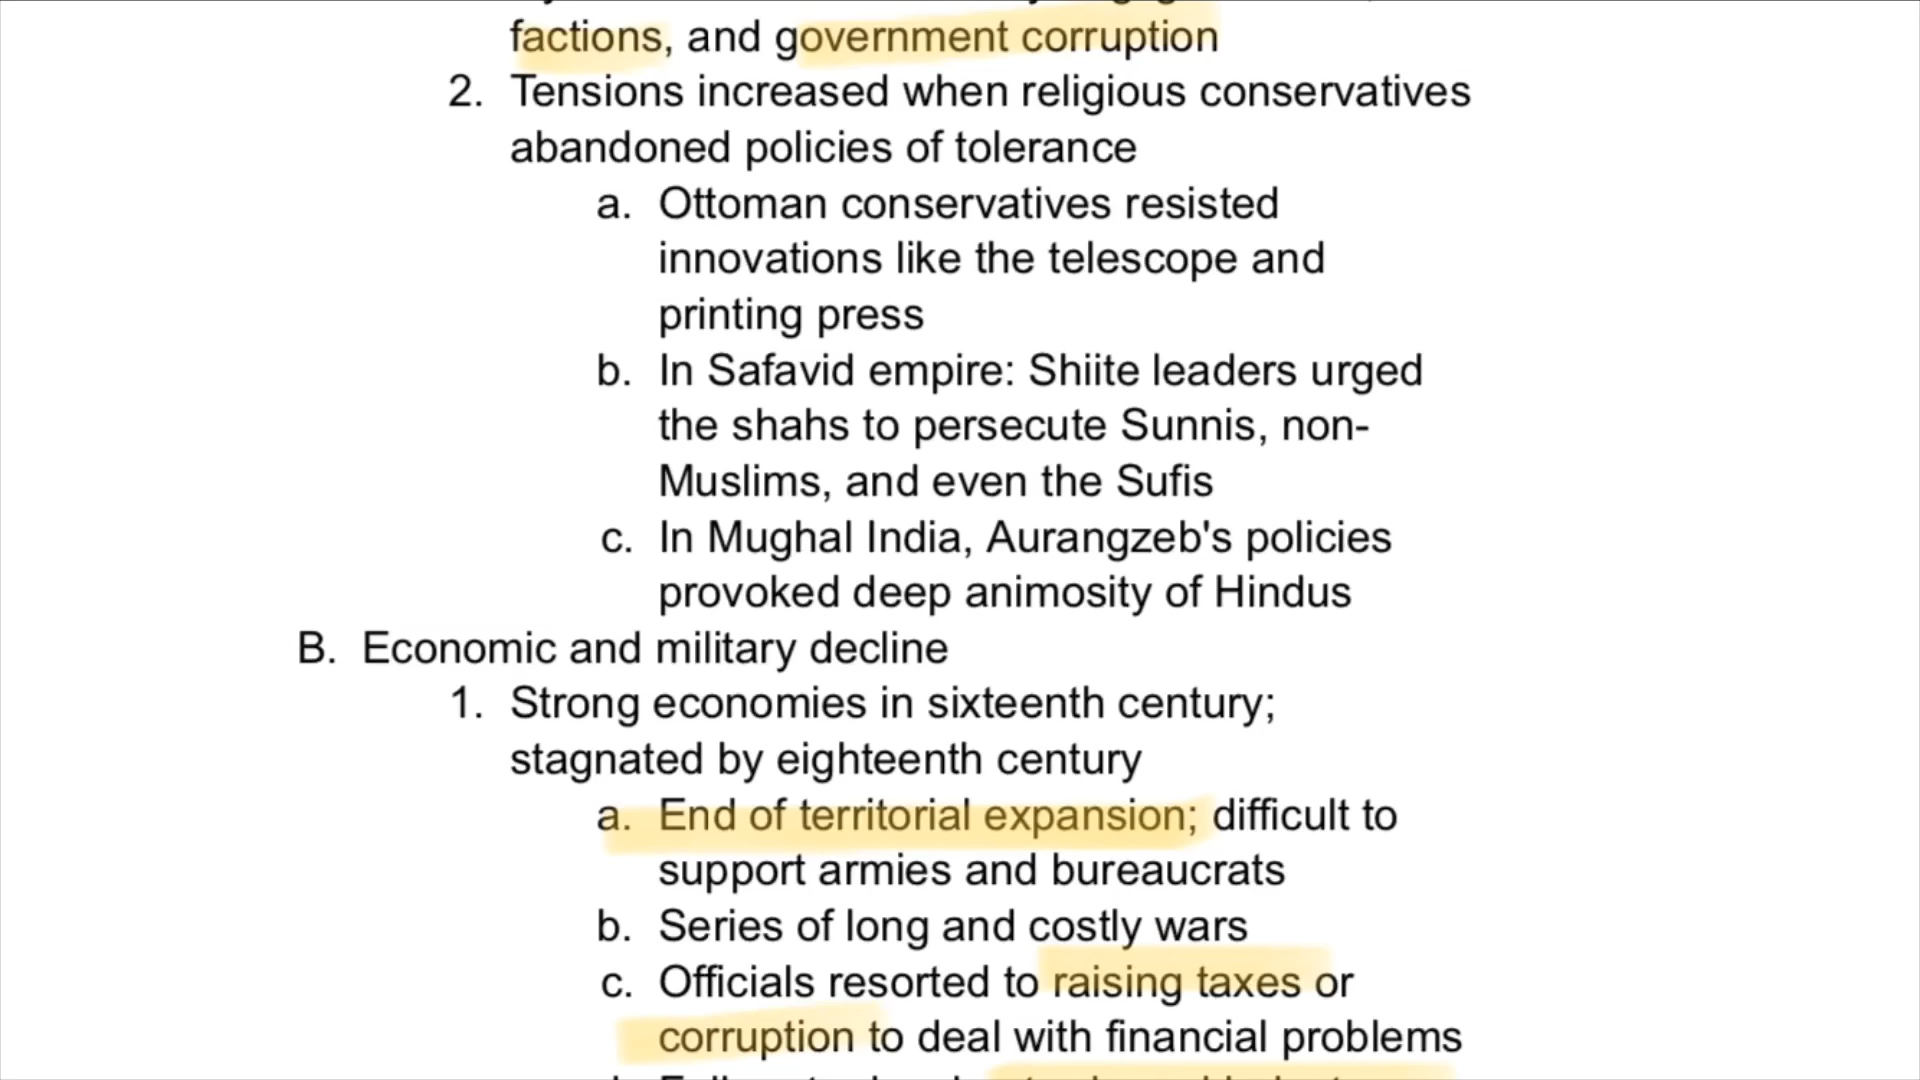 factions, and government corruption
2. Tensions increased when religious conservatives
abandoned policies of tolerance
a. Ottoman conservatives resisted
innovations like the telescope and
printing press
b. In Safavid empire: Shiite leaders urged
the shahs to persecute Sunnis, non-
Muslims, and even the Sufis
c. In Mughal India, Aurangzeb's policies
provoked deep animosity of Hindus
B. Economic and military decline
1. Strong economies in sixteenth century;
stagnated by eighteenth century
a. End of territorial expansion; difficult to
support armies and bureaucrats
b. Series of long and costly wars
c. Officials resorted to raising taxes or
corruption to deal with financial problems